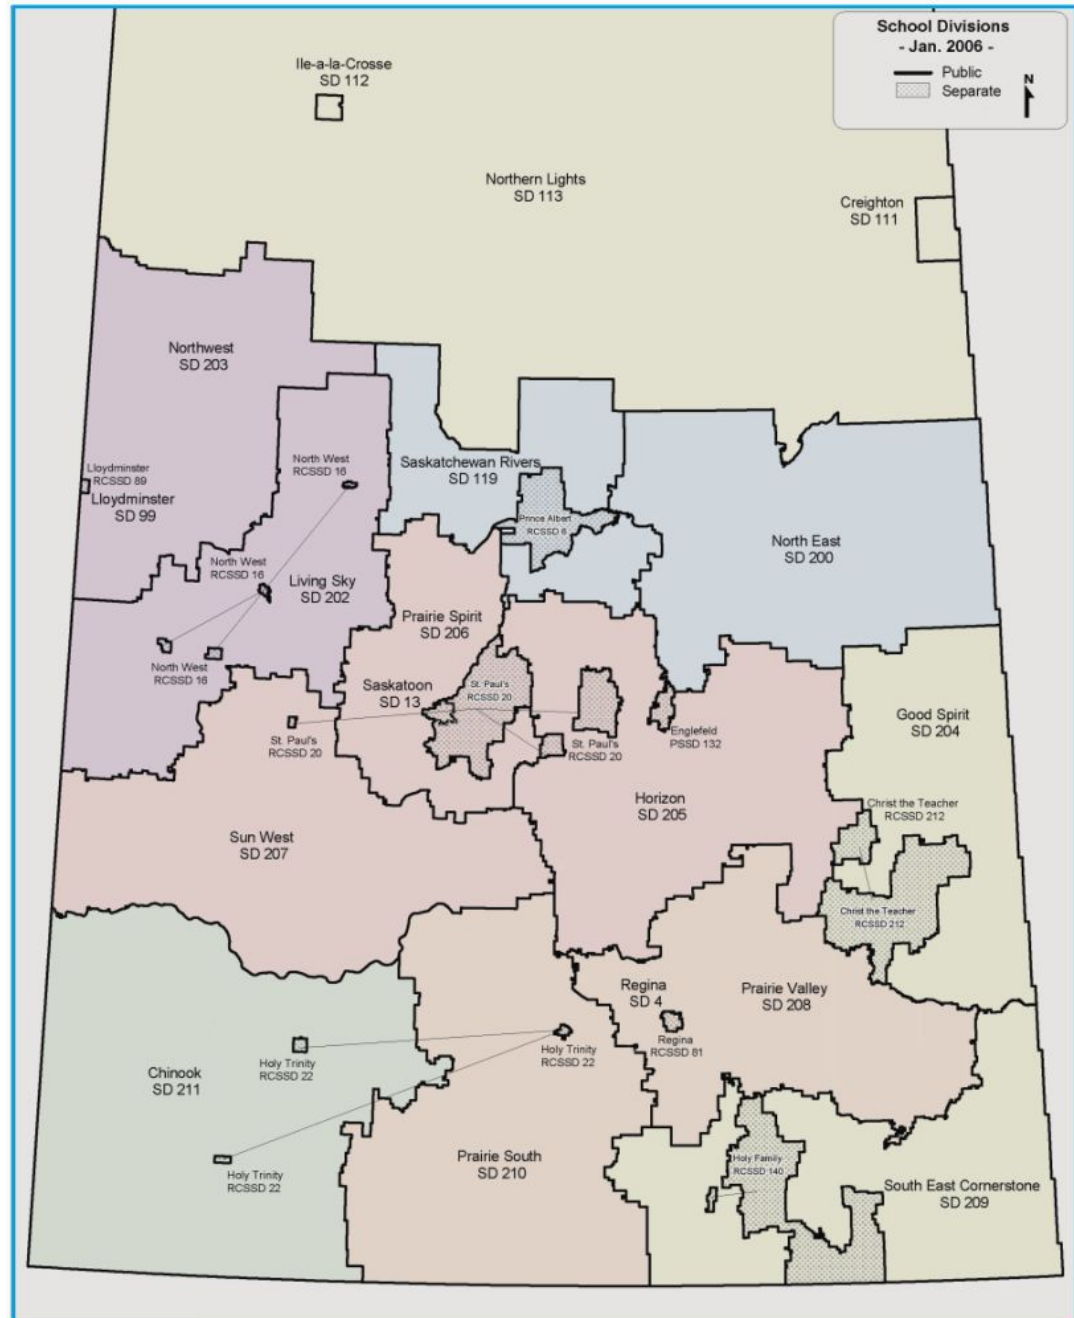 School Divisions
- Jan. 2006 -
Public
Separate
N
Ile-a-la-Crosse
SD 112
Northern Lights
SD 113
Creighton
SD 111
Northwest
SD 203
North West
RCSSD 16
Lloydminster
RCSSD 89
Lloydminster
SD 99
Saskatchewan Rivers
SD 119
Prince Albert
RCSSD 6
North East
SD 200
North West
RCSSD 16
Living Sky
SD 202
Prairie Spirit
SD 206
North West
RCSSD 16
Saskatoon
SD 13
St. Paul's
RCSSD 20
St. Paul's
RCSSD 20
St. Paul's
RCSSD 20
Englefeld
PSSD 132
Good Spirit
SD 204
Horizon
SD 205
Christ the Teacher
RCSSD 212
Sun West
SD 207
Christ the Teacher
RCSSD 212
Regina
SD 4
Prairie Valley
SD 208
Holy Trinity
RCSSD 22
Holy Trinity
RCSSD 22
Regina
RCSSD 81
Chinook
SD 211
Prairie South
SD 210
Holy Trinity
RCSSD 22
Holy Family
RCSSD 140
South East Cornerstone
SD 209